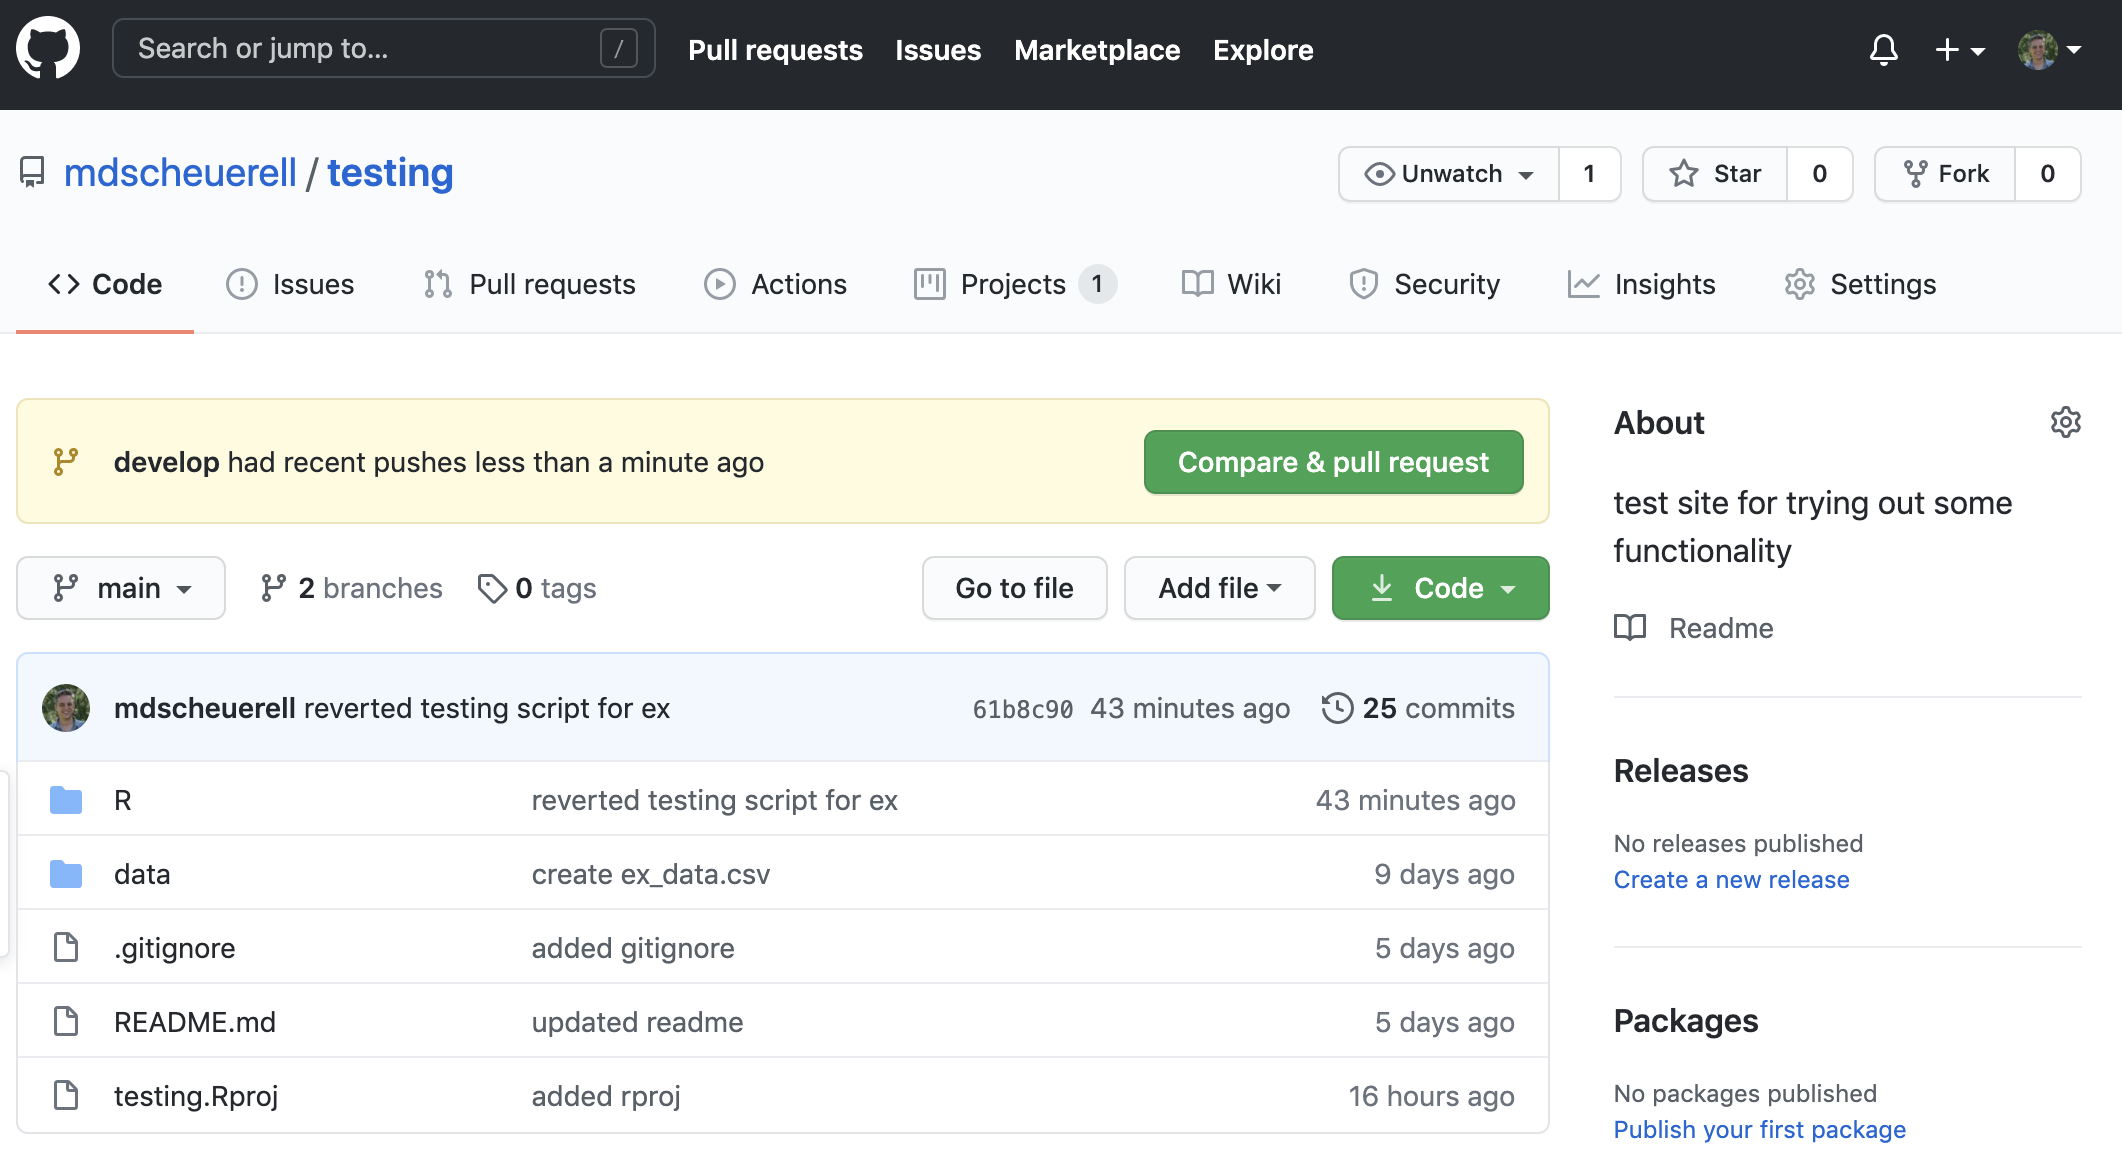 Search or jump to... /
Pull requests Issues Marketplace Explore
mdscheuerell / testing
Unwatch 1 Star 0 Fork 0
Code Issues Pull requests Actions Projects 1 Wiki Security Insights Settings
develop had recent pushes less than a minute ago
Compare & pull request
main 2 branches 0 tags
Go to file Add file Code
mdscheuerell reverted testing script for ex 61b8c90 43 minutes ago 25 commits
R reverted testing script for ex 43 minutes ago
data create ex_data.csv 9 days ago
.gitignore added gitignore 5 days ago
README.md updated readme 5 days ago
testing.Rproj added rproj 16 hours ago
About
test site for trying out some
functionality
Readme
Releases
No releases published
Create a new release
Packages
No packages published
Publish your first package